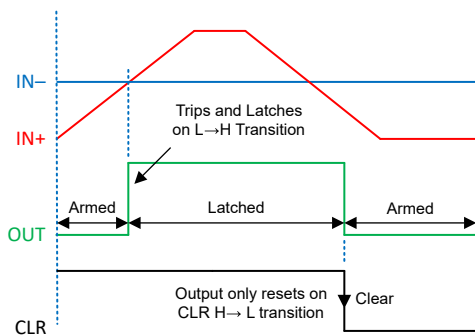 IN−
IN+
Trips and Latches
on L→H Transition
Armed
Latched
Armed
OUT
Output only resets on
CLR H→ L transition
Clear
CLR